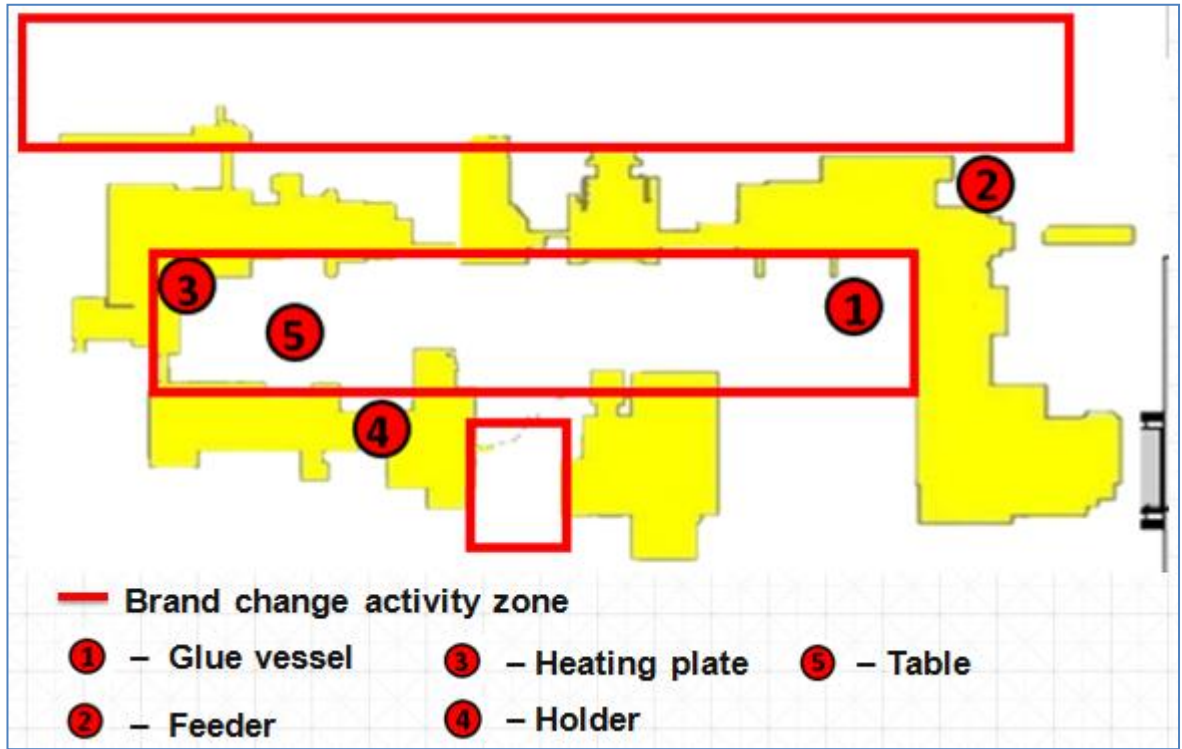 2
3
1
5
4
Brand change activity zone
1 – Glue vessel 3 – Heating plate 5 – Table
2 – Feeder 4 – Holder